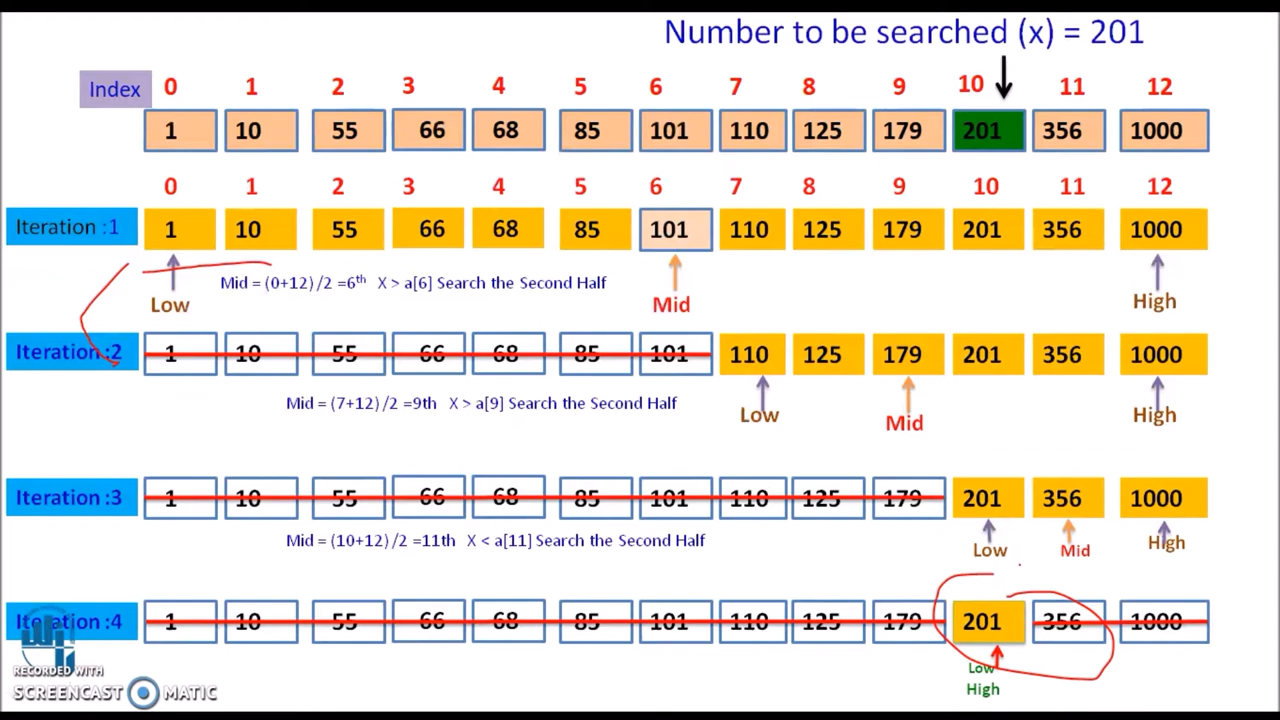 Number to be searched (x) = 201
Index 0 1 2 3 4 5 6 7 8 9 10 11 12
1 10 55 66 68 85 101 110 125 179 201 356 1000
0 1 2 3 4 5 6 7 8 9 10 11 12
Iteration :1 1 10 55 66 68 85 101 110 125 179 201 356 1000
Mid = (0+12) /2 =6th X > a[6] Search the Second Half
Low Mid High
Iteration :2 1 10 55 66 68 85 101 110 125 179 201 356 1000
Mid = (7+12) /2 =9th X > a[9] Search the Second Half
Low Mid High
Iteration :3 1 10 55 66 68 85 101 110 125 179 201 356 1000
Mid = (10+12) /2 =11th X < a[11] Search the Second Half
Low Mid High
Iteration :4 1 10 55 66 68 85 101 110 125 179 201 356 1000
Low
High
RECORDED WITH
SCREENCAST MATIC